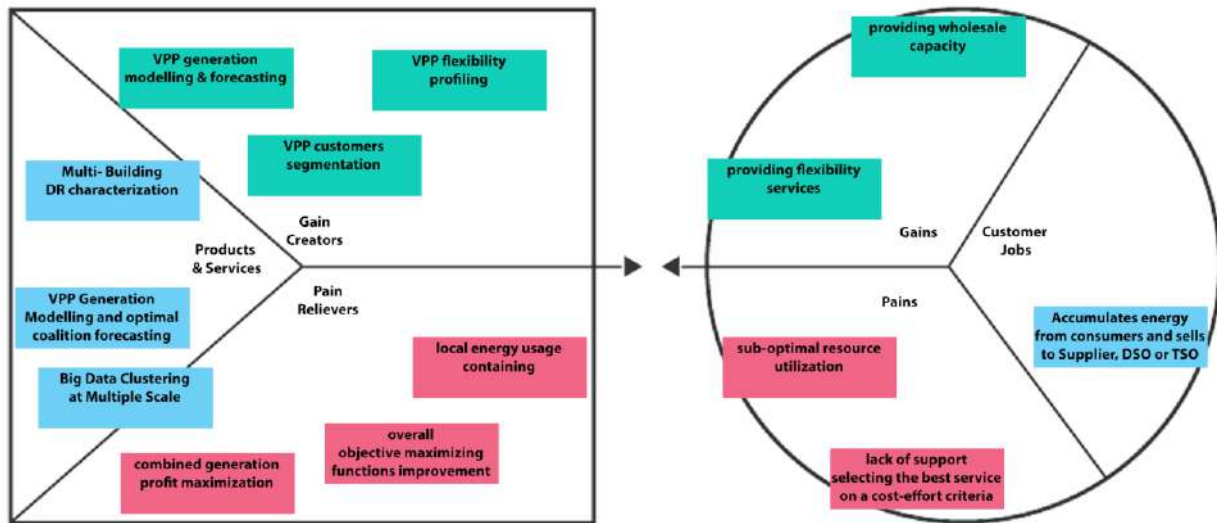 VPP generation
modelling & forecasting
VPP flexibility
profiling
VPP customers
segmentation
Multi- Building
DR characterization
Gain
Creators
Products
& Services
Pain
Relievers
VPP Generation
Modelling and optimal
coalition forecasting
Big Data Clustering
at Multiple Scale
local energy usage
containing
overall
objective maximizing
functions improvement
combined generation
profit maximization
providing wholesale
capacity
providing flexibility
services
Gains
Customer
Jobs
Pains
Accumulates energy
from consumers and sells
to Supplier, DSO or TSO
sub-optimal resource
utilization
lack of support
selecting the best service
on a cost-effort criteria